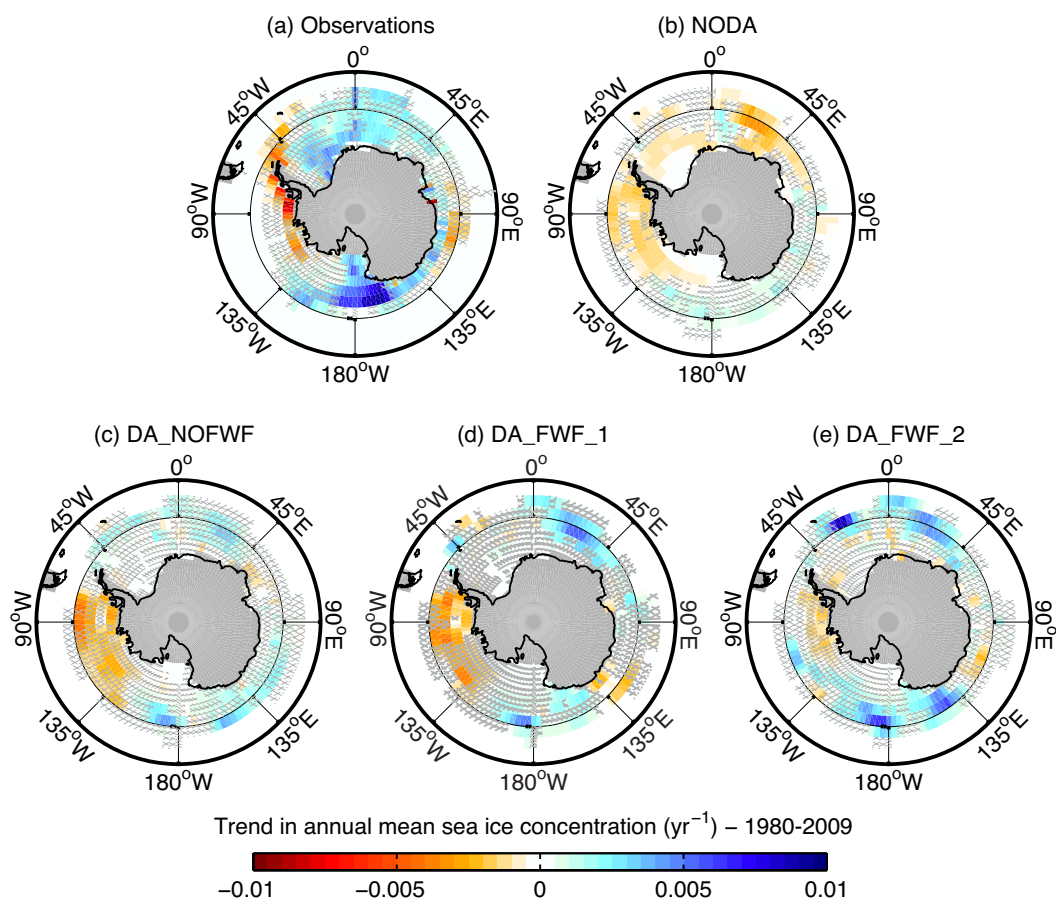 (a) Observations
(b) NODA
0°
45°W
45°E
90°W
90°E
135°W
135°E
180°W
0°
45°W
45°E
90°W
90°E
135°W
135°E
180°W
(c) DA_NOFWF
(d) DA_FWF_1
(e) DA_FWF_2
0°
45°W
45°E
90°W
90°E
135°W
135°E
180°W
0°
45°W
45°E
90°W
90°E
135°W
135°E
180°W
0°
45°W
45°E
90°W
90°E
135°W
135°E
180°W
Trend in annual mean sea ice concentration (yr⁻¹) – 1980-2009
−0.01 −0.005 0 0.005 0.01